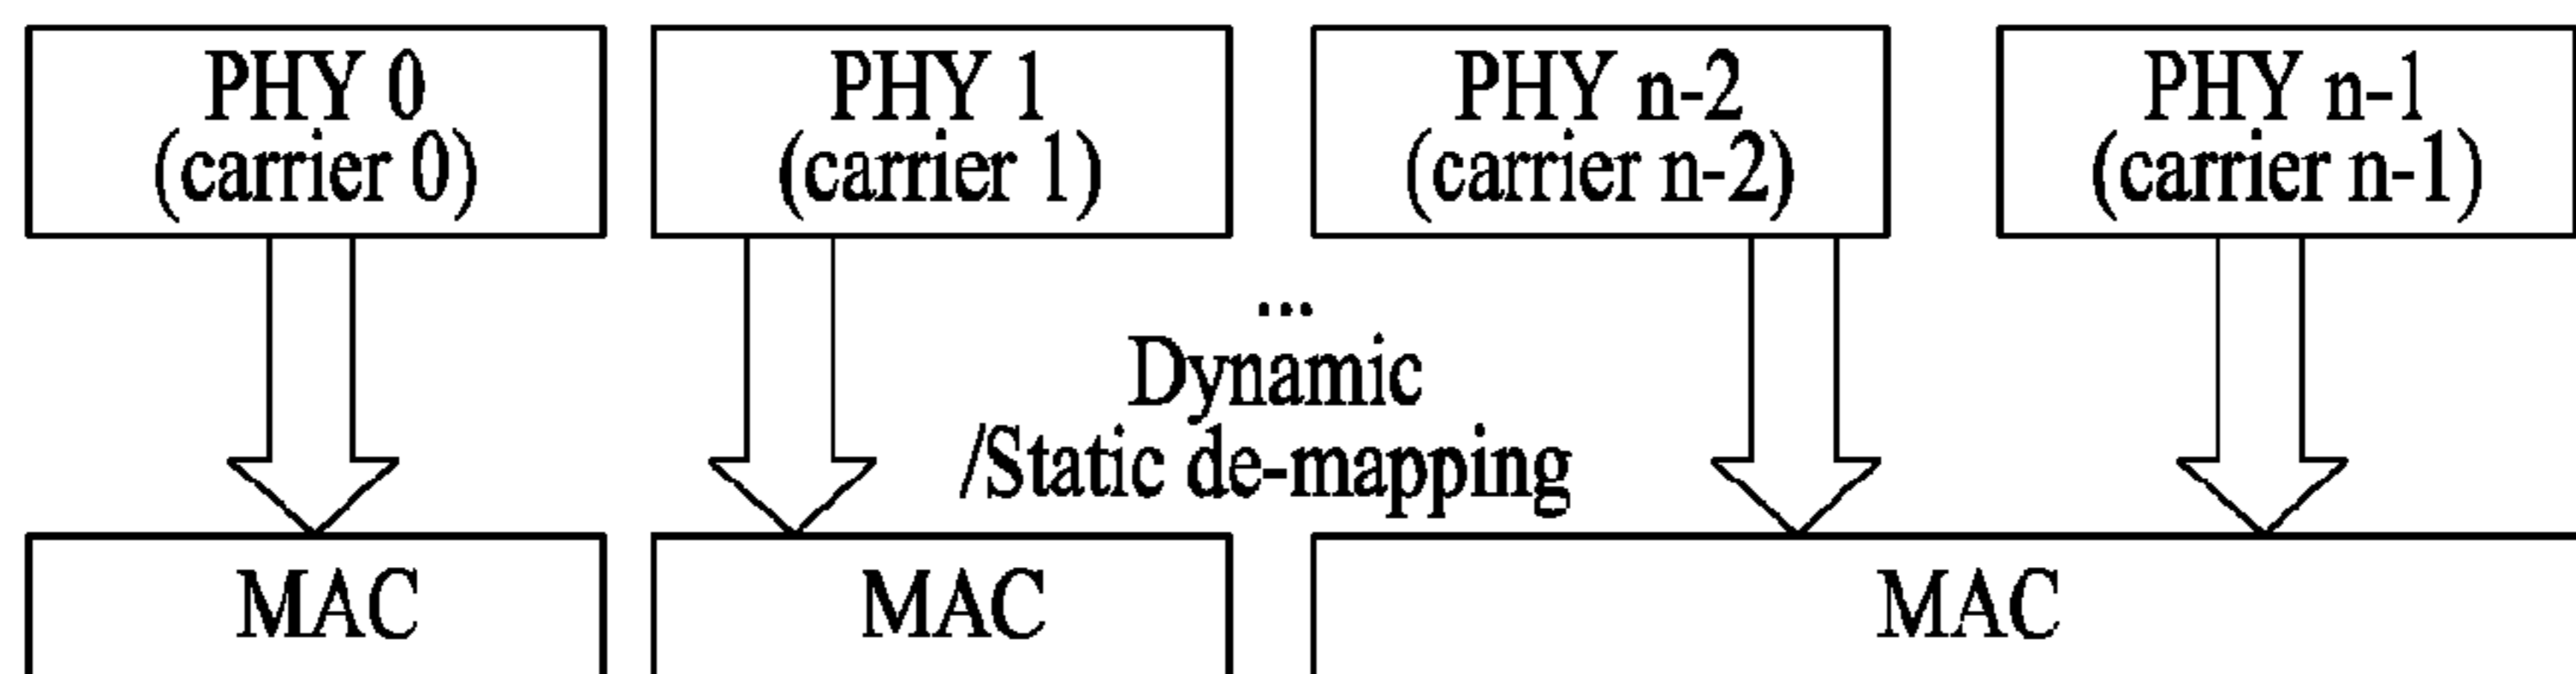 PHY 0
(carrier 0)
PHY 1
(carrier 1)
PHY n-2
(carrier n-2)
PHY n-1
(carrier n-1)
...
Dynamic
/Static de-mapping
MAC
MAC
MAC